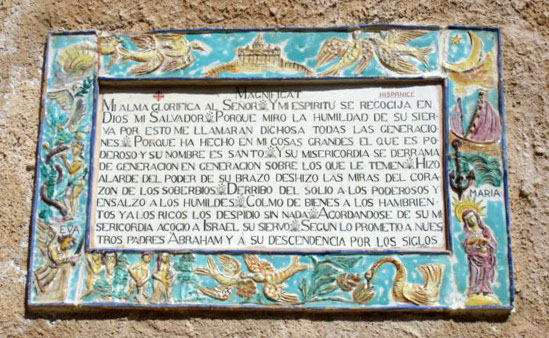 MAGNIFICAT
HISPANICE
MI ALMA GLORIFICA AL SEÑOR Y MI ESPIRITU SE REGOCIJA EN
DIOS MI SALVADOR PORQUE MIRO LA HUMILDAD DE SU SIER-
VA POR ESTO ME LLAMARAN DICHOSA TODAS LAS GENERACIO
NES PORQUE HA HECHO EN MI COSAS GRANDES EL QUE ES PO
DEROSO Y SU NOMBRE ES SANTO Y SU MISERICORDIA SE DERRAMA
DE GENERACION EN GENERACION SOBRE LOS QUE LE TEMEN HIZO
ALARDE DEL PODER DE SU BRAZO DESHIZO LAS MIRAS DEL CORA
ZON DE LOS SOBERBIOS DERRIBO DEL SOLIO A LOS PODEROSOS Y
ENSALZO A LOS HUMILDES COLMO DE BIENES A LOS HAMBRIEN
TOS Y A LOS RICOS LOS DESPIDIO SIN NADA ACORDANDOSE DE SU M
ISERICORDIA ACOGIO A ISRAEL SU SIERVO SEGUN LO PROMETIO A NUES
TROS PADRES ABRAHAM Y A SU DESCENDENCIA POR LOS SIGLOS
EVA
MARIA